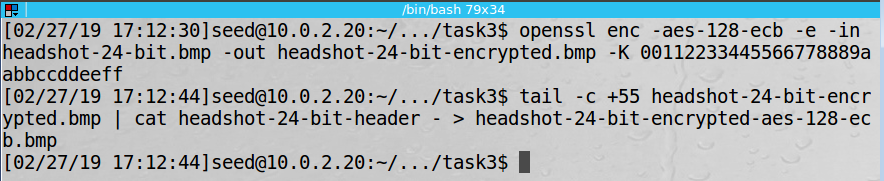 /bin/bash 79x34
[02/27/19 17:12:30]seed@10.0.2.20:~/.../task3$ openssl enc -aes-128-ecb -e -in
headshot-24-bit.bmp -out headshot-24-bit-encrypted.bmp -K 00112233445566778889a
abbccddeeff
[02/27/19 17:12:44]seed@10.0.2.20:~/.../task3$ tail -c +55 headshot-24-bit-encr
ypted.bmp | cat headshot-24-bit-header - > headshot-24-bit-encrypted-aes-128-ec
b.bmp
[02/27/19 17:12:44]seed@10.0.2.20:~/.../task3$